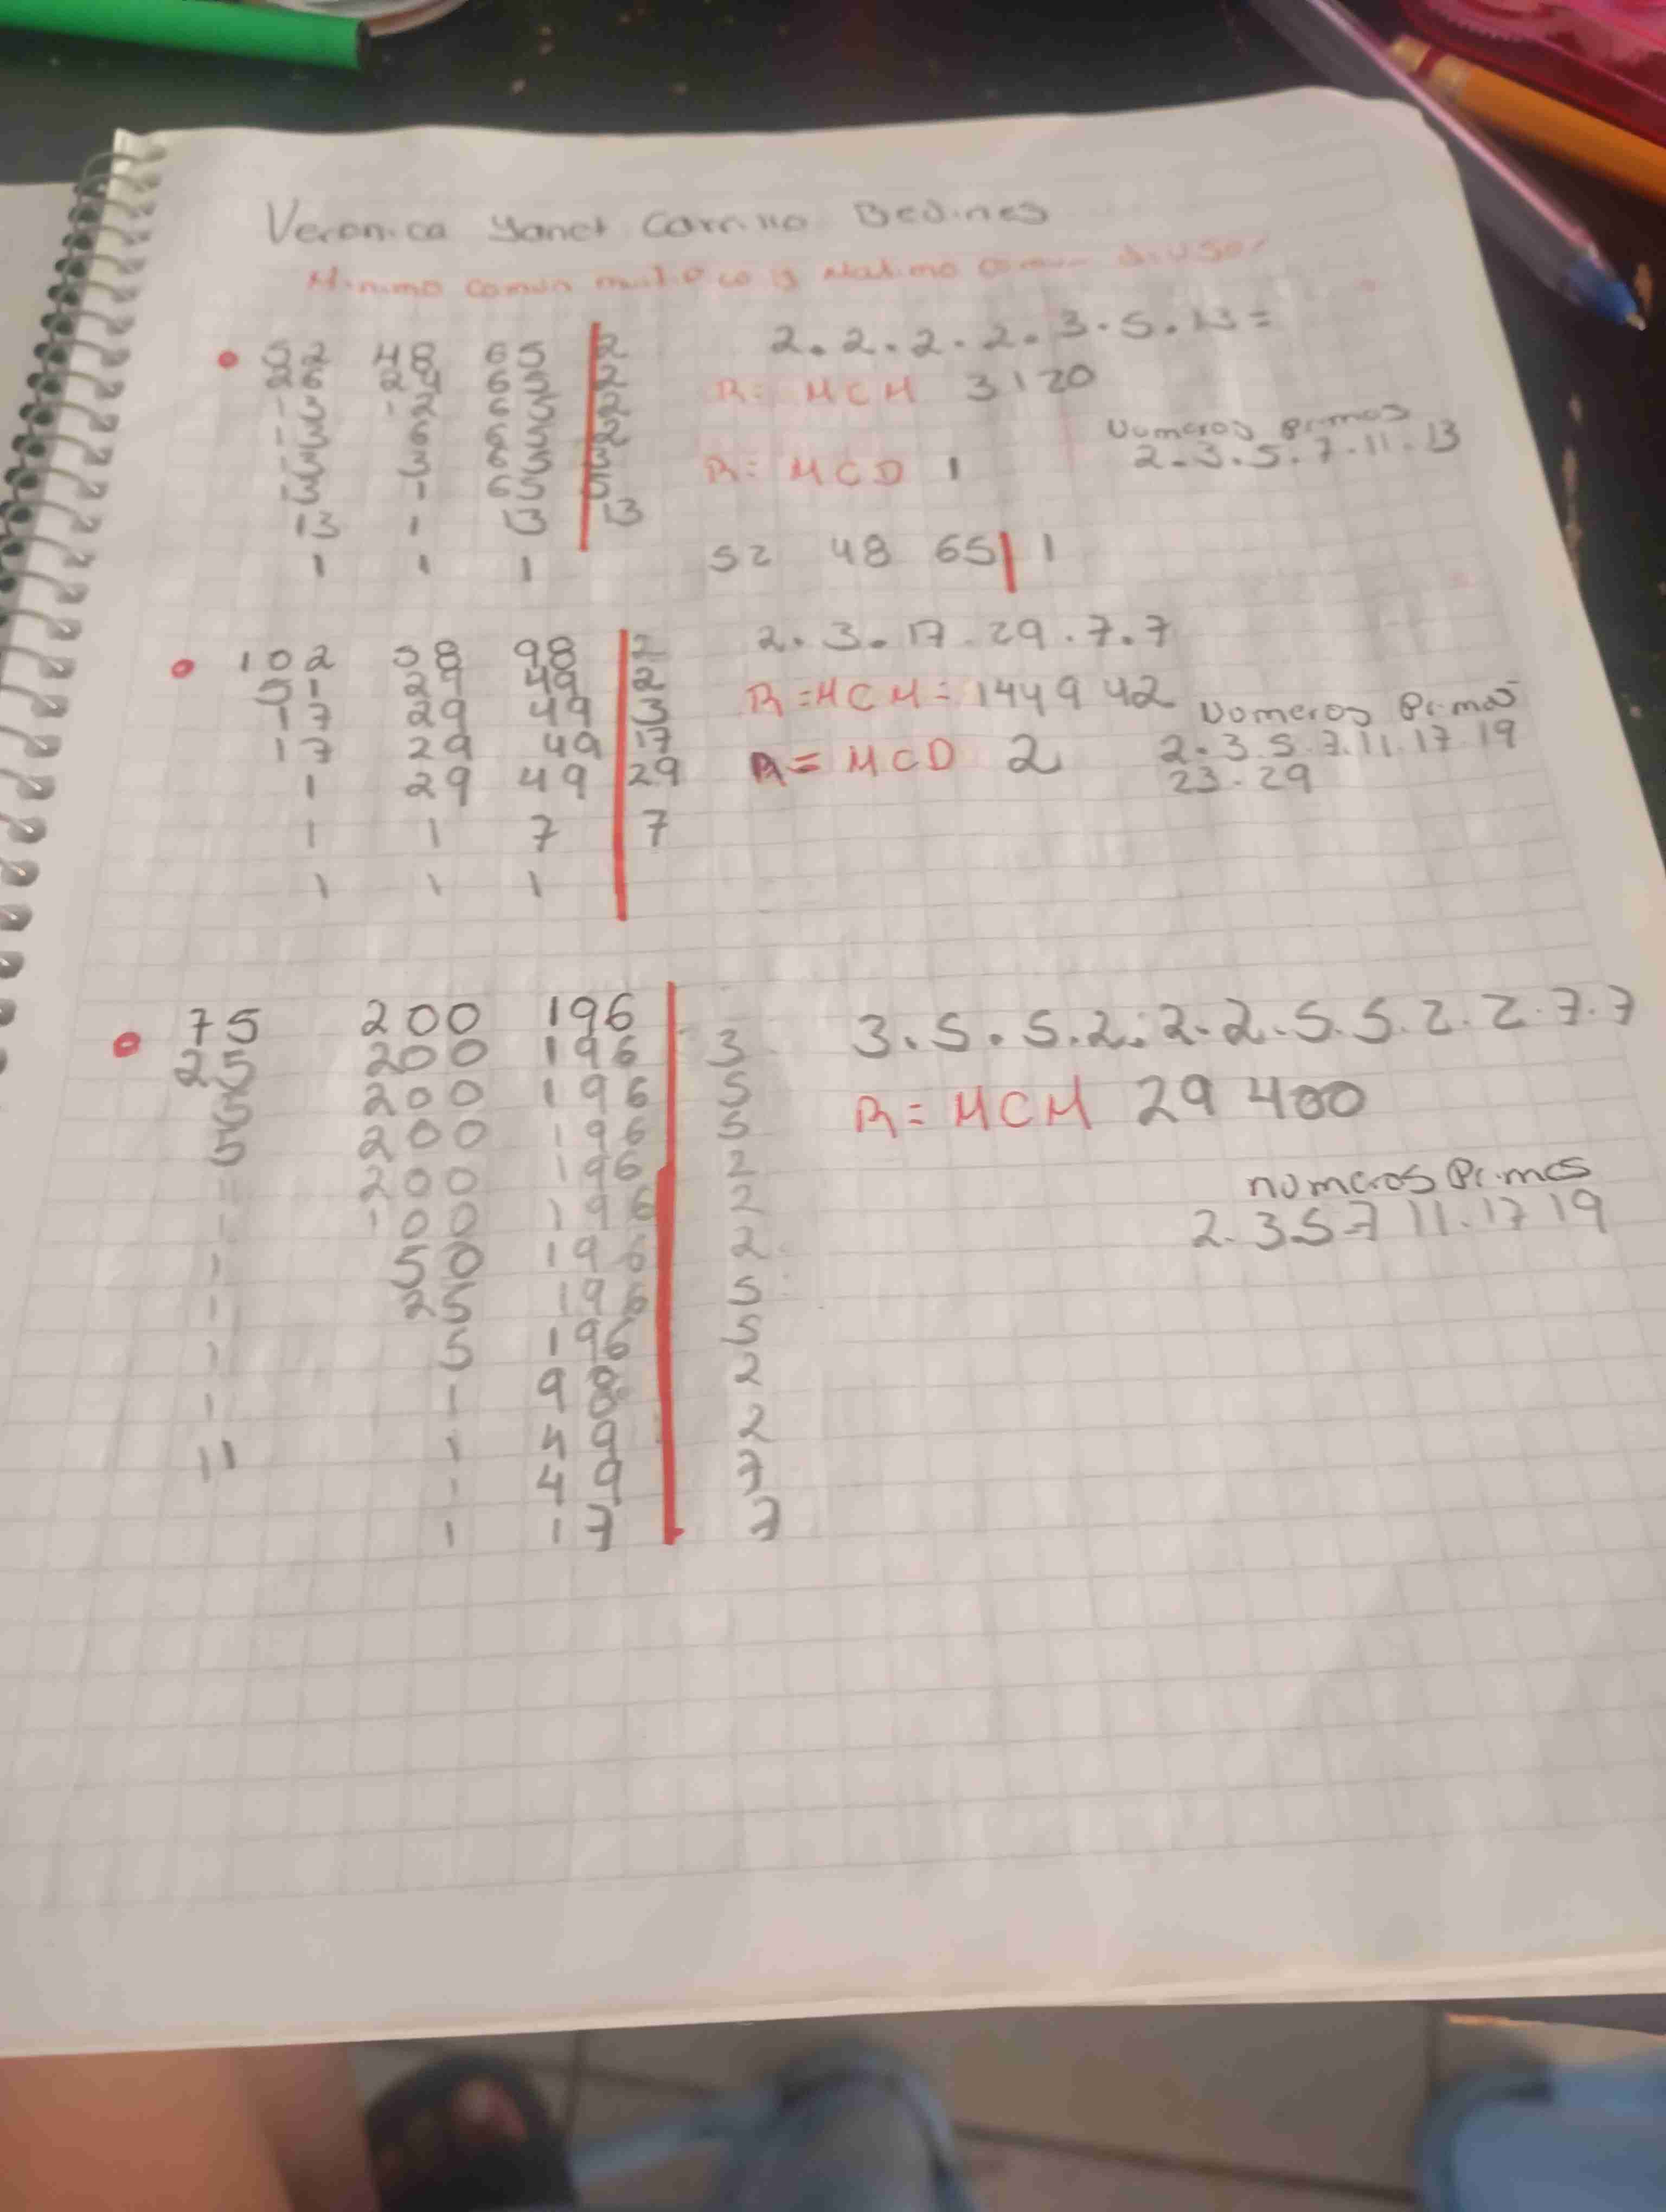 Veronica Yanet Carrillo Bedines
Minimo comun multiplo y Maximo comun divisor
52 48 65 | 2
26 24 65 | 2
13 12 65 | 2
13 6 65 | 2
13 3 65 | 3
13 1 65 | 5
13 1 13 13
1 1 1
2.2.2.2.3.5.13=
R= MCM 3120
R= MCD 1
Numeros primos
2.3.5.7.11.13
52 48 65 | 1
102 58 98 | 2
51 29 49 | 2
17 29 49 | 3
17 29 49 | 17
1 29 49 | 29
1 1 7 | 7
1 1 1
2.3.17.29.7.7
R=MCM=144942
R= MCD 2
Numeros Primos
2.3.5.7.11.17 19
23.29
75 200 196
25 200 196 3
5 200 196 5
5 200 196 5
200 196 2
1 100 196 2
1 50 196 2
1 25 196 5
1 5 196 5
1 1 98 2
11 1 49 2
1 49 7
1 17 7
3.5.5.2.2.2.5.5.2.2.7.7
R= MCM 29400
numeros Primos
2.3 5 7 11.17 19